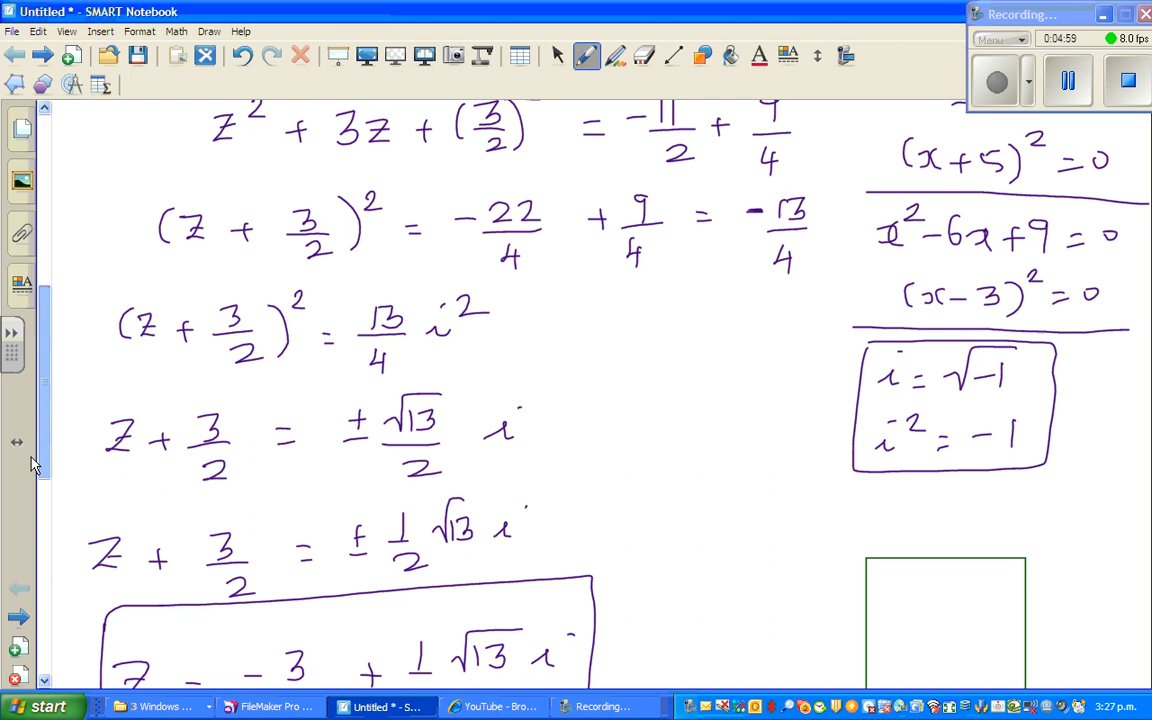 Untitled * - SMART Notebook
File Edit View Insert Format Math Draw Help
Recording...
Menu
0:04:59
8.0 fps
z² + 3z + (3/2) = -11/2 + 9/4
(z + 3/2)² = -22/4 + 9/4 = -13/4
(z + 3/2)² = 13/4 i²
z + 3/2 = ± √13/2 i
z + 3/2 = ± 1/2 √13 i
z = -3 ± 1 √13 i
(x+5)² = 0
x² - 6x + 9 = 0
(x - 3)² = 0
i = √-1
i² = -1
start
3 Windows ...
FileMaker Pro ...
Untitled * - S...
YouTube - Bro...
Recording...
3:27 p.m.